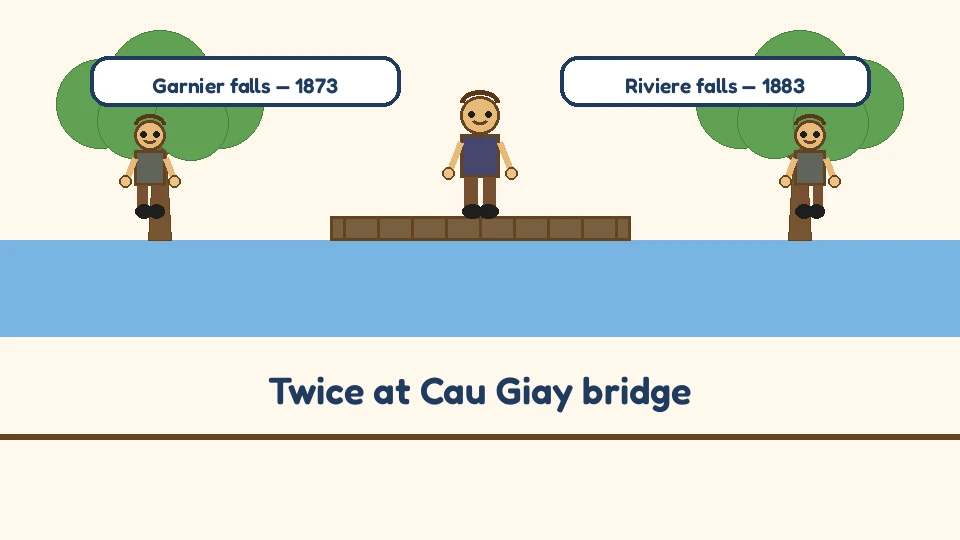 Garnier falls – 1873
Riviere falls – 1883
Twice at Cau Giay bridge